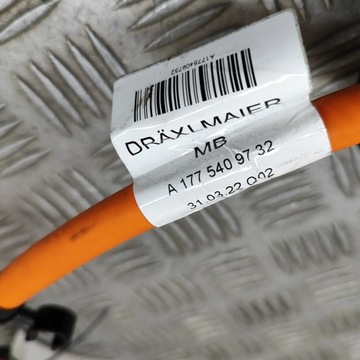 A1775409732
DRÄXLMAIER
MB
A 177 540 97 32
31.03.22 Q02